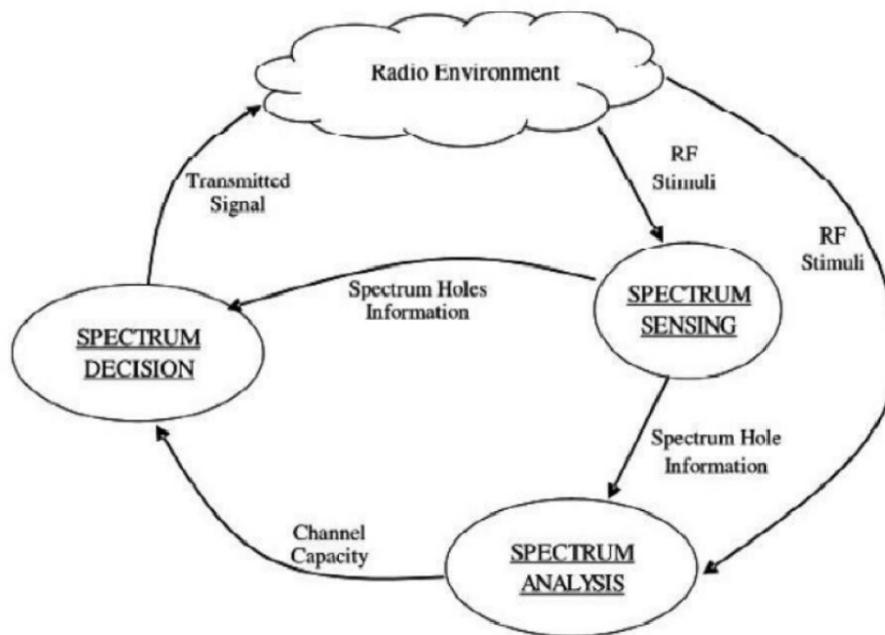 Radio Environment
RF
Stimuli
Transmitted
Signal
RF
Stimuli
Spectrum Holes
Information
SPECTRUM
SENSING
SPECTRUM
DECISION
Spectrum Hole
Information
Channel
Capacity
SPECTRUM
ANALYSIS